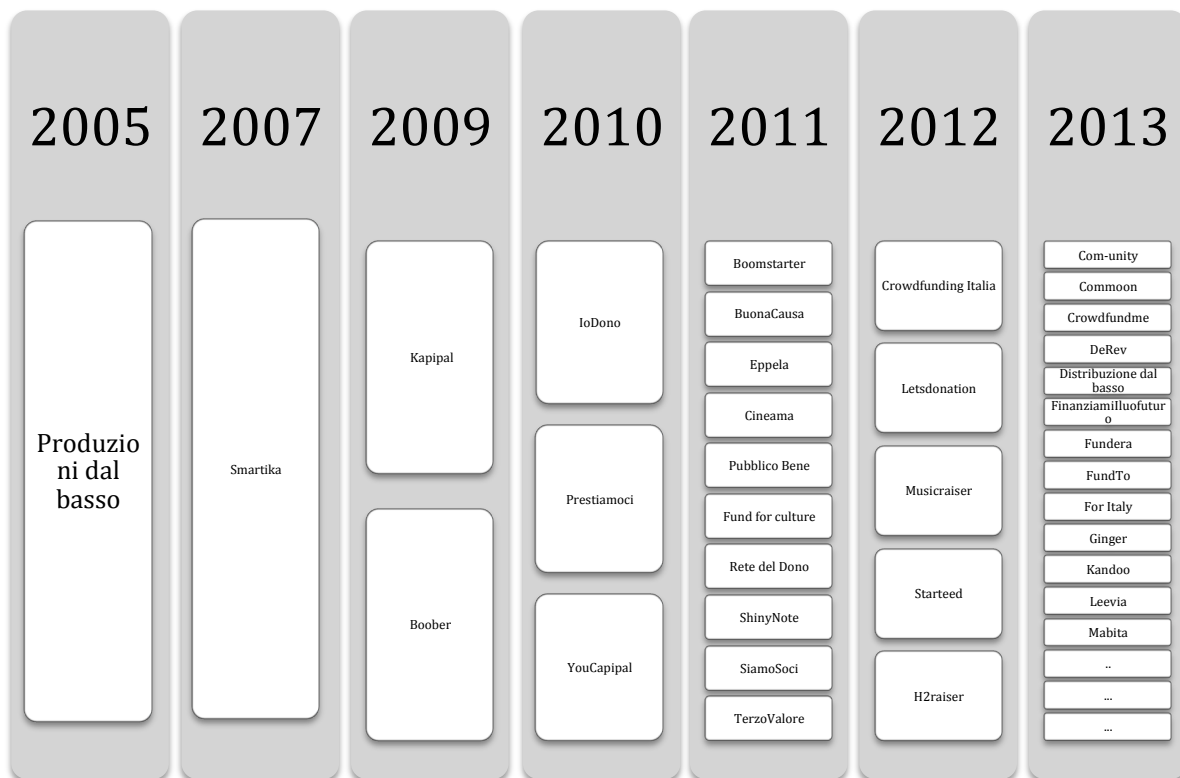 2005
Produzio
ni dal
basso
2007
Smartika
2009
Kapipal
Boober
2010
IoDono
Prestiamoci
YouCapipal
2011
Boomstarter
BuonaCausa
Eppela
Cineama
Pubblico Bene
Fund for culture
Rete del Dono
ShinyNote
SiamoSoci
TerzoValore
2012
Crowdfunding Italia
Letsdonation
Musicraiser
Starteed
H2raiser
2013
Com-unity
Commoon
Crowdfundme
DeRev
Distribuzione dal
basso
FinanziamiIluofutur
o
Fundera
FundTo
For Italy
Ginger
Kandoo
Leevia
Mabita
..
...
...